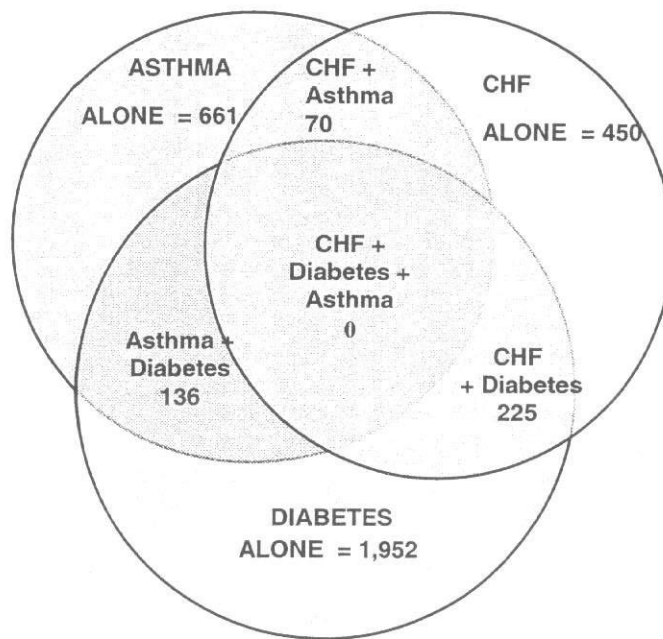 ASTHMA
ALONE = 661
CHF +
Asthma
70
CHF
ALONE = 450
CHF +
Diabetes +
Asthma
0
Asthma +
Diabetes
136
CHF
+ Diabetes
225
DIABETES
ALONE = 1,952